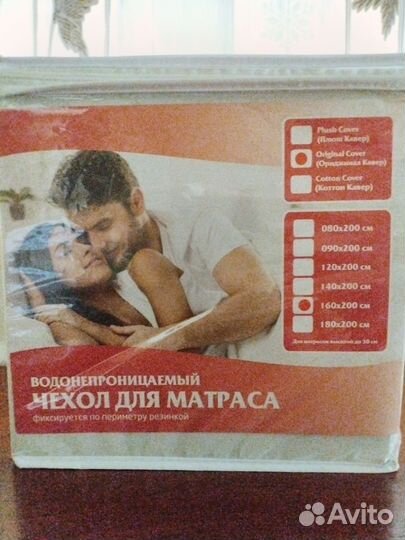 Plush Cover
(Плюш Кавер)
Original Cover
(Ориджинал Кавер)
Cotton Cover
(Коттон Кавер)
080x200 см
090x200 см
120x200 см
140x200 см
160x200 см
180x200 см
Для матрасов высотой до 30 см
ВОДОНЕПРОНИЦАЕМЫЙ
ЧЕХОЛ ДЛЯ МАТРАСА
фиксируется по периметру резинкой
Avito